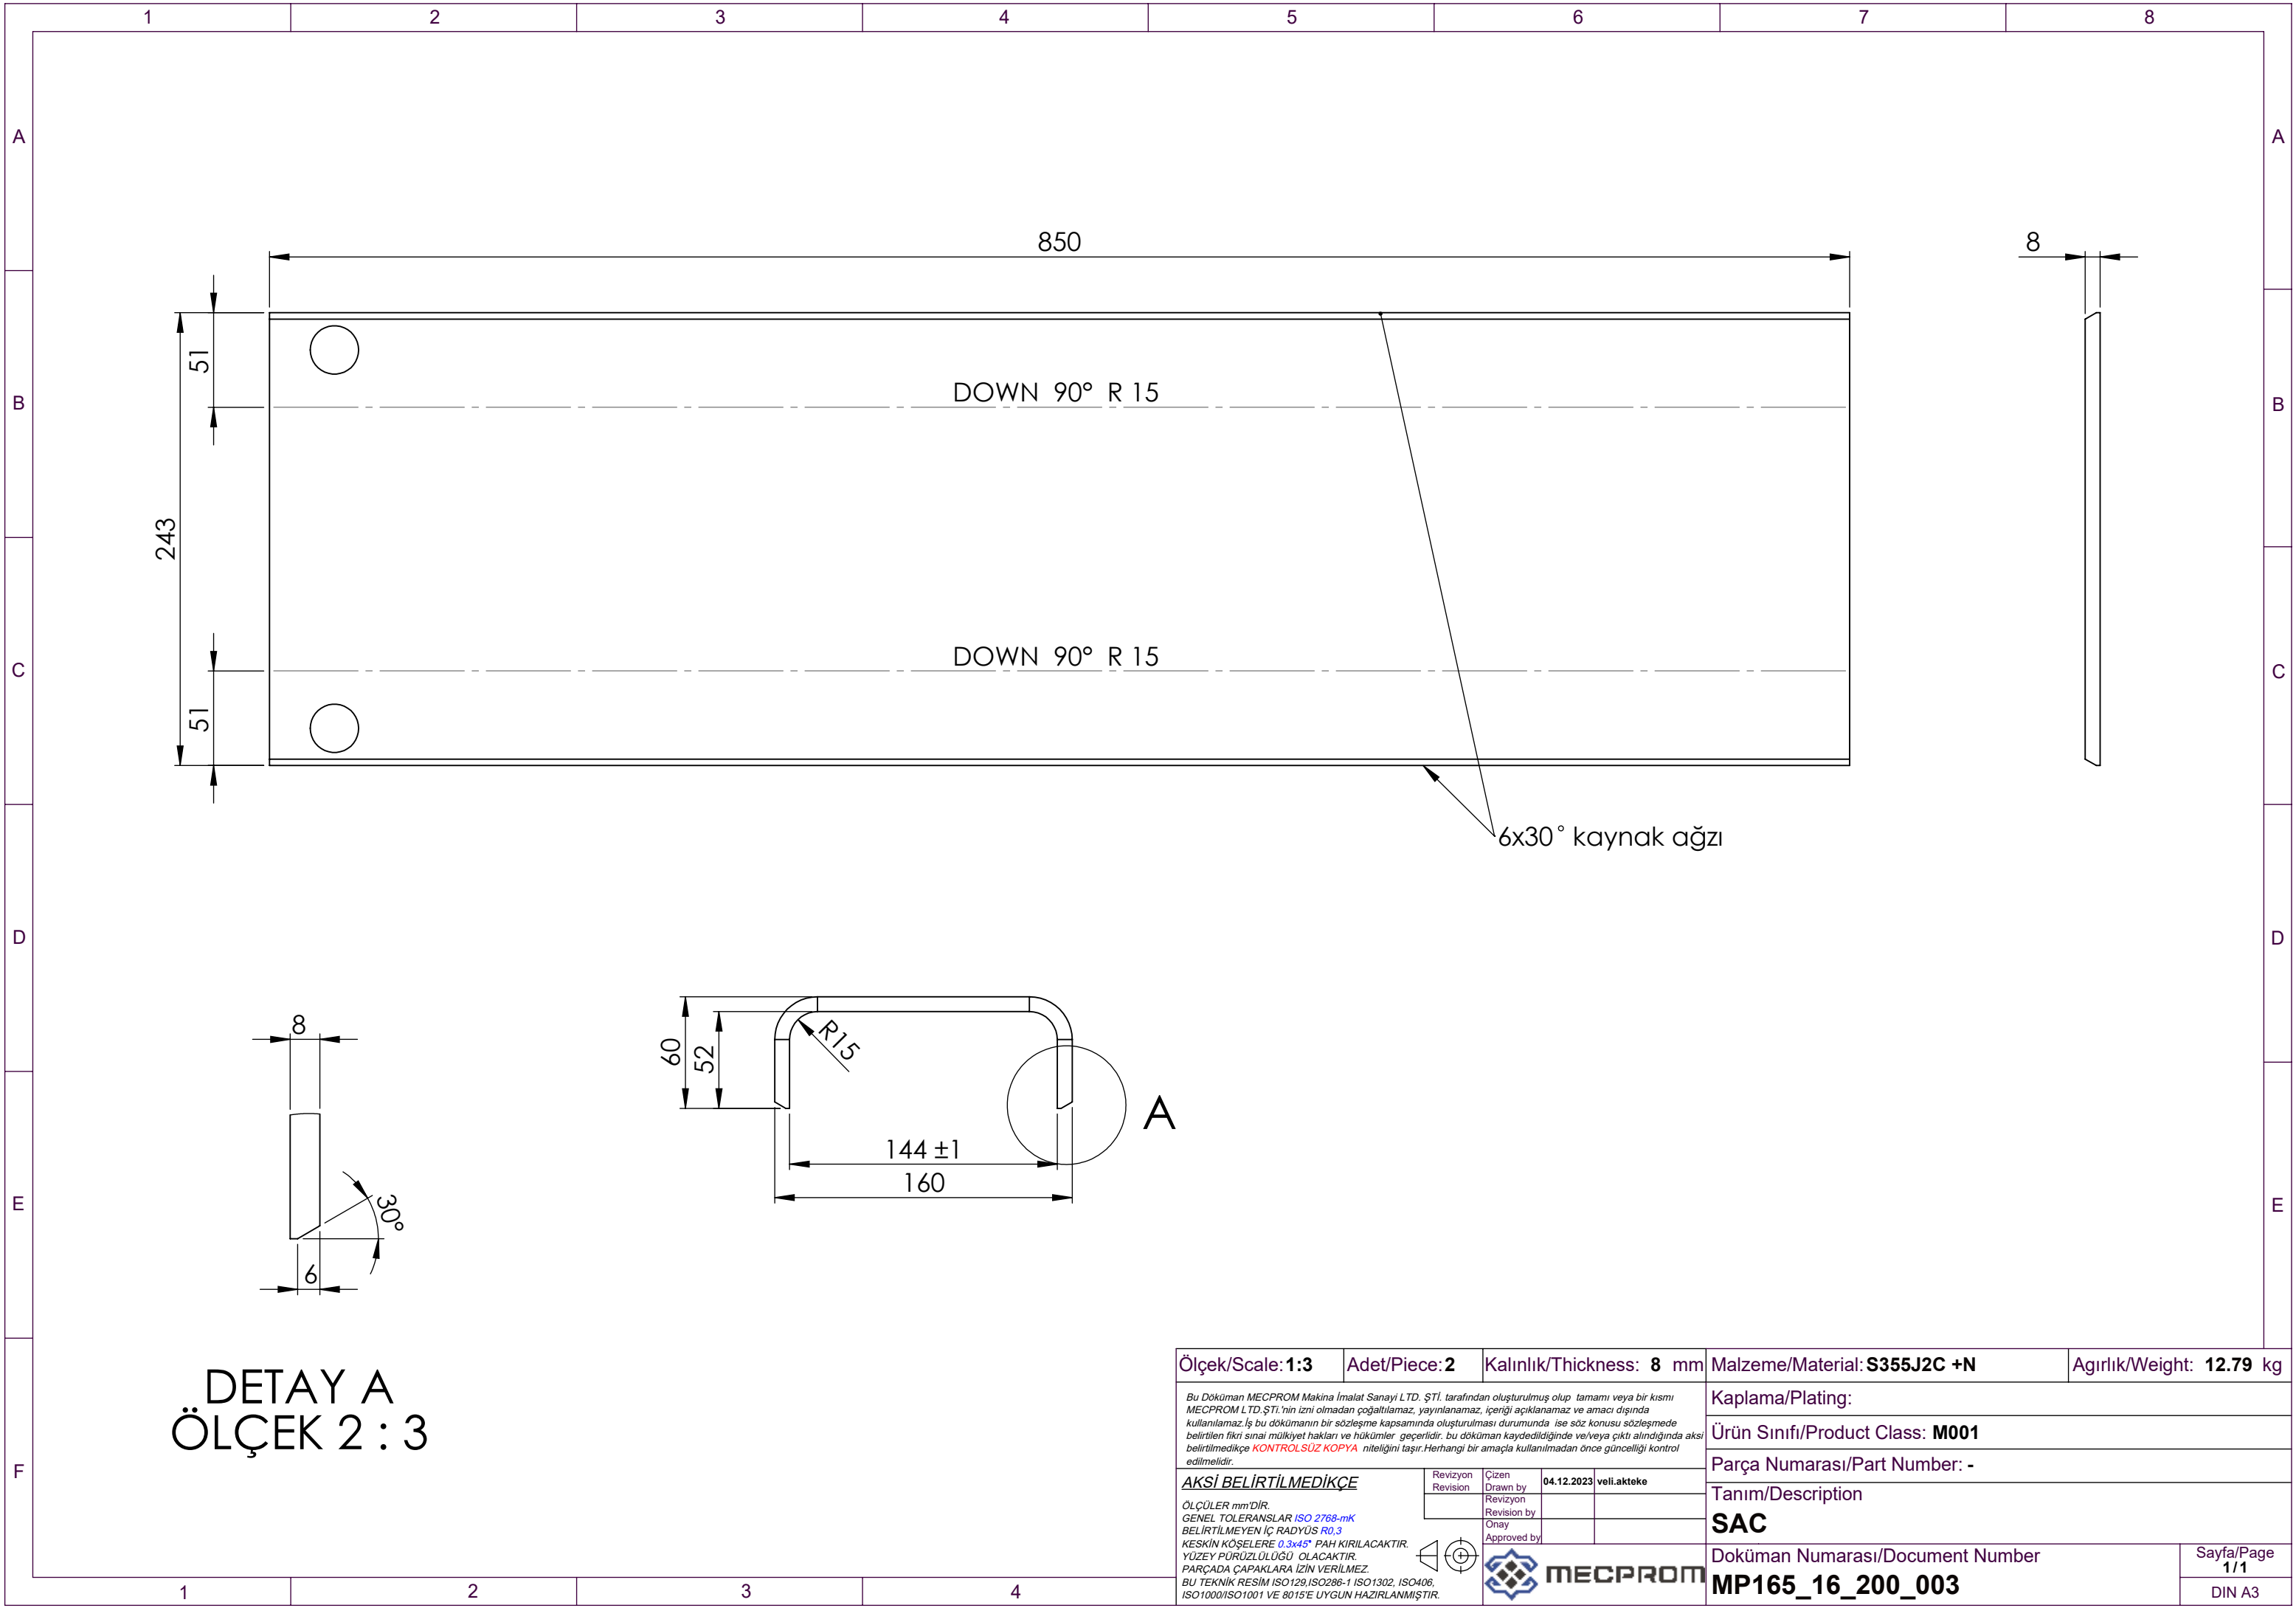 1 2 3 4 5 6 7 8
A A
850 8
51
DOWN 90° R 15
B B
243
DOWN 90° R 15
C C
51
6x30° kaynak ağzı
D D
8
R15
60 52
A
144 ±1
160
E E
30°
6
DETAY A
ÖLÇEK 2 : 3
F
1 2 3 4
Ölçek/Scale: 1:3 Adet/Piece: 2 Kalınlık/Thickness: 8 mm Malzeme/Material: S355J2C +N Agırlık/Weight: 12.79 kg
Bu Döküman MECPROM Makina İmalat Sanayi LTD. ŞTİ. tarafından oluşturulmuş olup tamamı veya bir kısmı
MECPROM LTD.ŞTi.'nin izni olmadan çoğaltılamaz, yayınlanamaz, içeriği açıklanamaz ve amacı dışında
kullanılamaz.İş bu dökümanın bir sözleşme kapsamında oluşturulması durumunda ise söz konusu sözleşmede
belirtilen fikri sınai mülkiyet hakları ve hükümler geçerlidir. bu döküman kaydedildiğinde ve/veya çıktı alındığında aksi
belirtilmedikçe KONTROLSÜZ KOPYA niteliğini taşır.Herhangi bir amaçla kullanılmadan önce güncelliği kontrol
edilmelidir.
Kaplama/Plating:
Ürün Sınıfı/Product Class: M001
Parça Numarası/Part Number: -
Tanım/Description
SAC
AKSİ BELİRTİLMEDİKÇE
ÖLÇÜLER mm'DİR.
GENEL TOLERANSLAR ISO 2768-mK
BELİRTİLMEYEN İÇ RADYÜS R0,3
KESKİN KÖŞELERE 0.3x45° PAH KIRILACAKTIR.
YÜZEY PÜRÜZLÜLÜĞÜ OLACAKTIR.
PARÇADA ÇAPAKLARA İZİN VERİLMEZ.
BU TEKNİK RESİM ISO129,ISO286-1 ISO1302, ISO406,
ISO1000/ISO1001 VE 8015'E UYGUN HAZIRLANMIŞTIR.
Revizyon
Revision
Çizen
Drawn by 04.12.2023 veli.akteke
Revizyon
Revision by
Onay
Approved by
MECPROM
Doküman Numarası/Document Number
MP165_16_200_003
Sayfa/Page
1/1
DIN A3